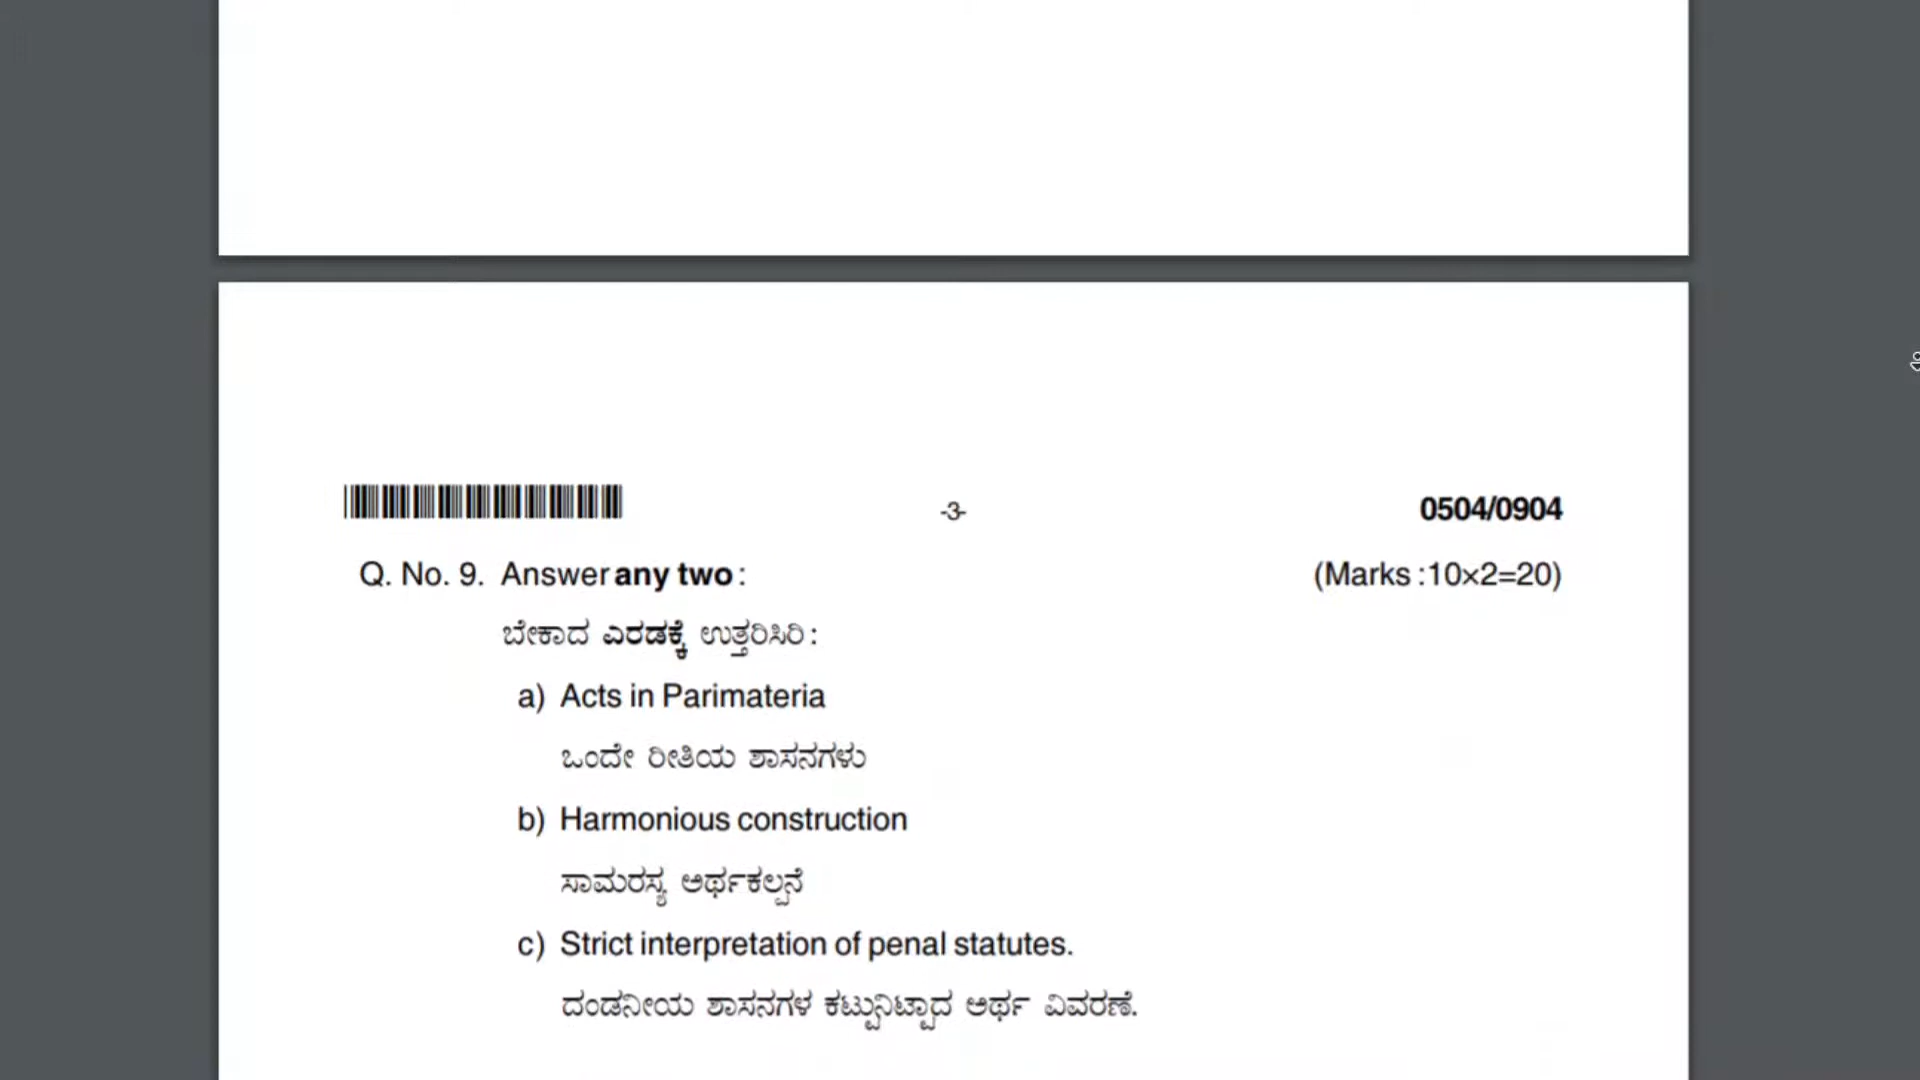 -3-
0504/0904
Q. No. 9. Answer any two : (Marks :10×2=20)
ಬೇಕಾದ ಎರಡಕ್ಕೆ ಉತ್ತರಿಸಿರಿ :
a) Acts in Parimateria
ಒಂದೇ ರೀತಿಯ ಶಾಸನಗಳು
b) Harmonious construction
ಸಾಮರಸ್ಯ ಅರ್ಥಕಲ್ಪನೆ
c) Strict interpretation of penal statutes.
ದಂಡನೀಯ ಶಾಸನಗಳ ಕಟ್ಟುನಿಟ್ಟಾದ ಅರ್ಥ ವಿವರಣೆ.